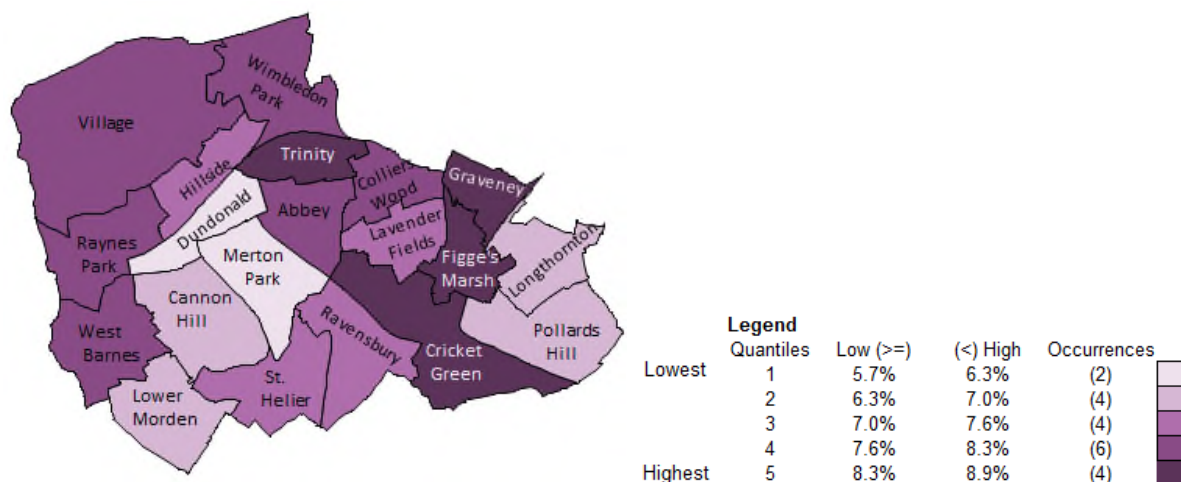 Wimbledon
Park
Village
Trinity
Hillside
Colliers
Wood
Graveney
Dundonald
Abbey
Lavender
Fields
Raynes
Park
Merton
Park
Figge's
Marsh
Longthornton
Cannon
Hill
West
Barnes
Ravensbury
Pollards
Hill
Cricket
Green
St.
Helier
Lower
Morden
Legend
Quantiles Low (>=) (<) High Occurrences
Lowest 1 5.7% 6.3% (2)
2 6.3% 7.0% (4)
3 7.0% 7.6% (4)
4 7.6% 8.3% (6)
Highest 5 8.3% 8.9% (4)